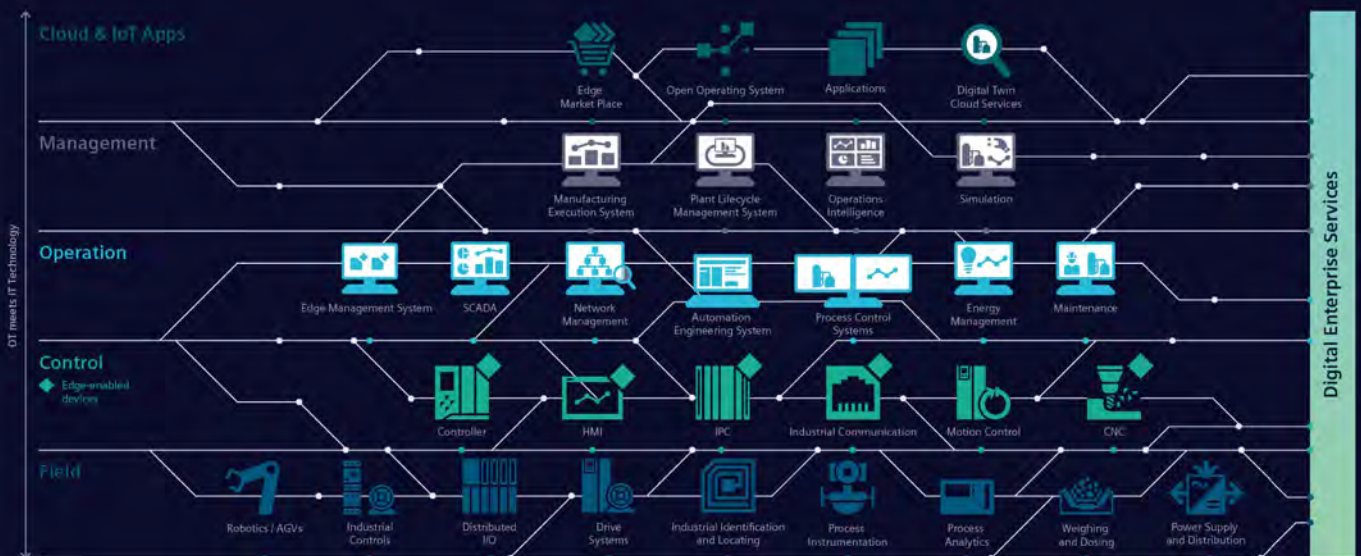 Cloud & IoT Apps
Edge
Market Place
Open Operating System
Applications
Digital Twin
Cloud Services
Management
Manufacturing
Execution System
Plant Lifecycle
Management System
Operations
Intelligence
Simulation
Operation
Edge Management System
SCADA
Network
Management
Automation
Engineering System
Process Control
Systems
Energy
Management
Maintenance
Control
Edge-enabled
devices
Controller
HMI
IPC
Industrial Communication
Motion Control
CNC
Field
Robotics / AGVs
Industrial
Controls
Distributed
I/O
Drive
Systems
Industrial Identification
and Locating
Process
Instrumentation
Process
Analytics
Weighing
and Dosing
Power Supply
and Distribution
OT meets IT Technology
Digital Enterprise Services